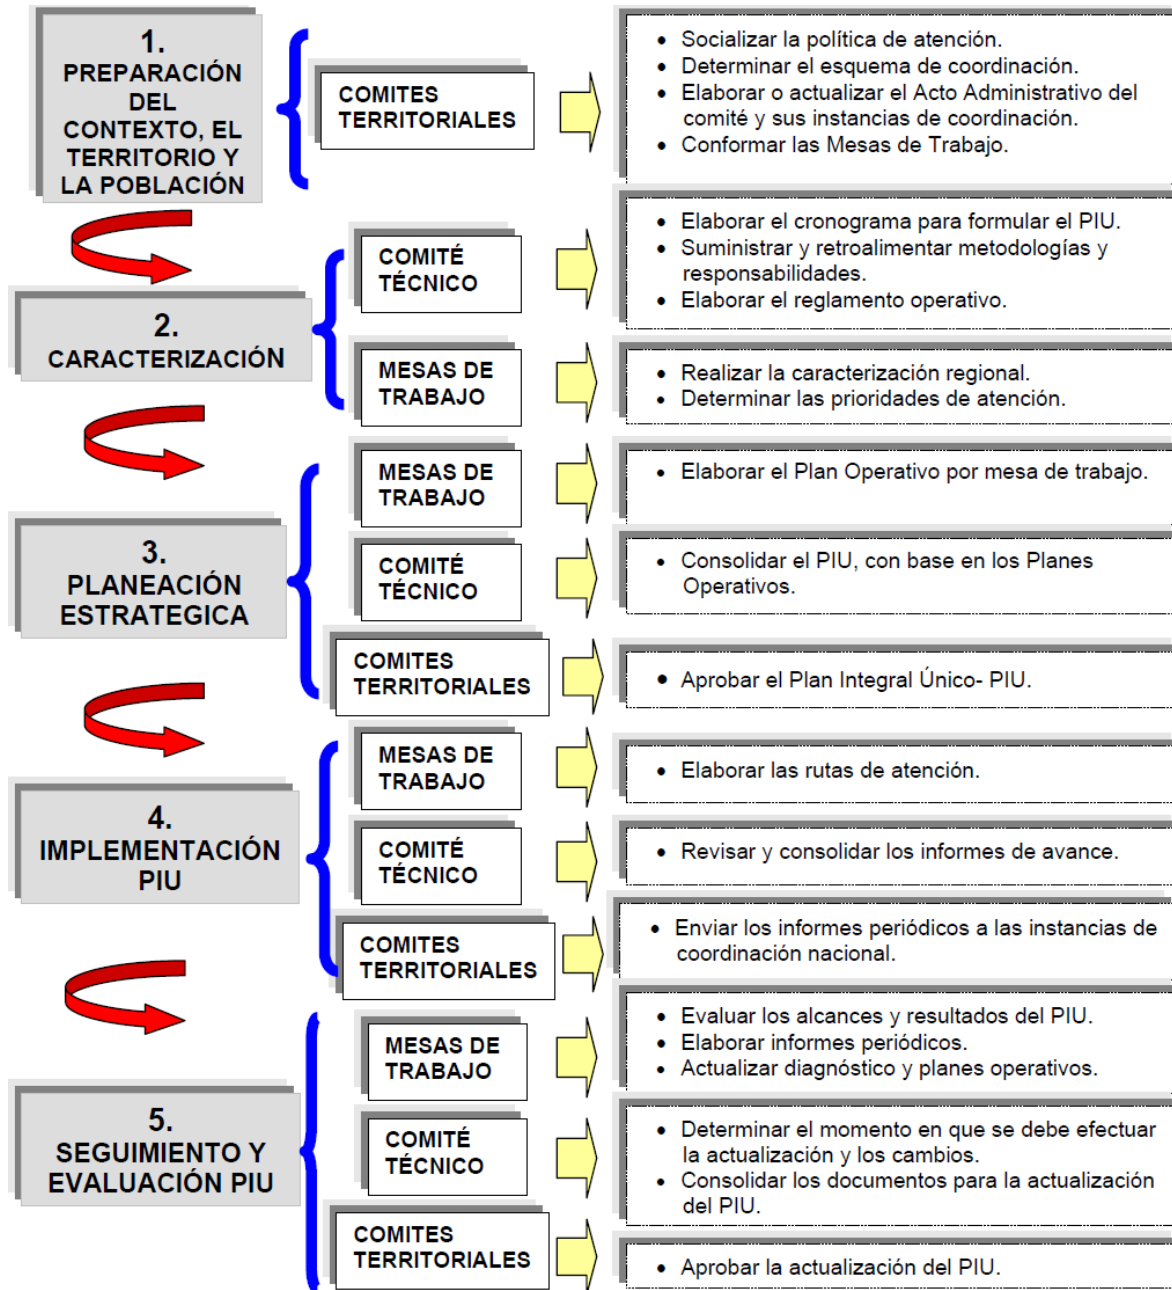 1.
PREPARACIÓN
DEL
CONTEXTO, EL
TERRITORIO Y
LA POBLACIÓN
COMITES
TERRITORIALES
• Socializar la política de atención.
• Determinar el esquema de coordinación.
• Elaborar o actualizar el Acto Administrativo del
comité y sus instancias de coordinación.
• Conformar las Mesas de Trabajo.
2.
CARACTERIZACIÓN
COMITÉ
TÉCNICO
• Elaborar el cronograma para formular el PIU.
• Suministrar y retroalimentar metodologías y
responsabilidades.
• Elaborar el reglamento operativo.
MESAS DE
TRABAJO
• Realizar la caracterización regional.
• Determinar las prioridades de atención.
3.
PLANEACIÓN
ESTRATEGICA
MESAS DE
TRABAJO
• Elaborar el Plan Operativo por mesa de trabajo.
COMITÉ
TÉCNICO
• Consolidar el PIU, con base en los Planes
Operativos.
COMITES
TERRITORIALES
• Aprobar el Plan Integral Único- PIU.
4.
IMPLEMENTACIÓN
PIU
MESAS DE
TRABAJO
• Elaborar las rutas de atención.
COMITÉ
TÉCNICO
• Revisar y consolidar los informes de avance.
COMITES
TERRITORIALES
• Enviar los informes periódicos a las instancias de
coordinación nacional.
5.
SEGUIMIENTO Y
EVALUACIÓN PIU
MESAS DE
TRABAJO
• Evaluar los alcances y resultados del PIU.
• Elaborar informes periódicos.
• Actualizar diagnóstico y planes operativos.
COMITÉ
TÉCNICO
• Determinar el momento en que se debe efectuar
la actualización y los cambios.
• Consolidar los documentos para la actualización
del PIU.
COMITES
TERRITORIALES
• Aprobar la actualización del PIU.